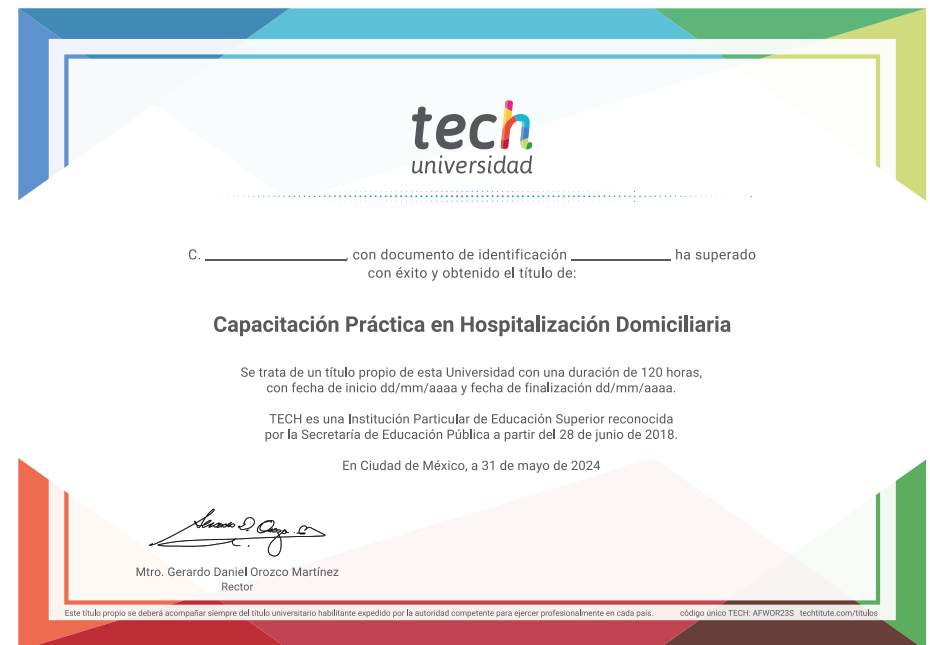 tech
universidad
C. ________________, con documento de identificación ___________ ha superado
con éxito y obtenido el título de:
Capacitación Práctica en Hospitalización Domiciliaria
Se trata de un título propio de esta Universidad con una duración de 120 horas,
con fecha de inicio dd/mm/aaaa y fecha de finalización dd/mm/aaaa.
TECH es una Institución Particular de Educación Superior reconocida
por la Secretaría de Educación Pública a partir del 28 de junio de 2018.
En Ciudad de México, a 31 de mayo de 2024
Mtro. Gerardo Daniel Orozco Martínez
Rector
Este título propio se deberá acompañar siempre del título universitario habilitante expedido por la autoridad competente para ejercer profesionalmente en cada país. código único TECH: AFWOR23S techtitute.com/titulos